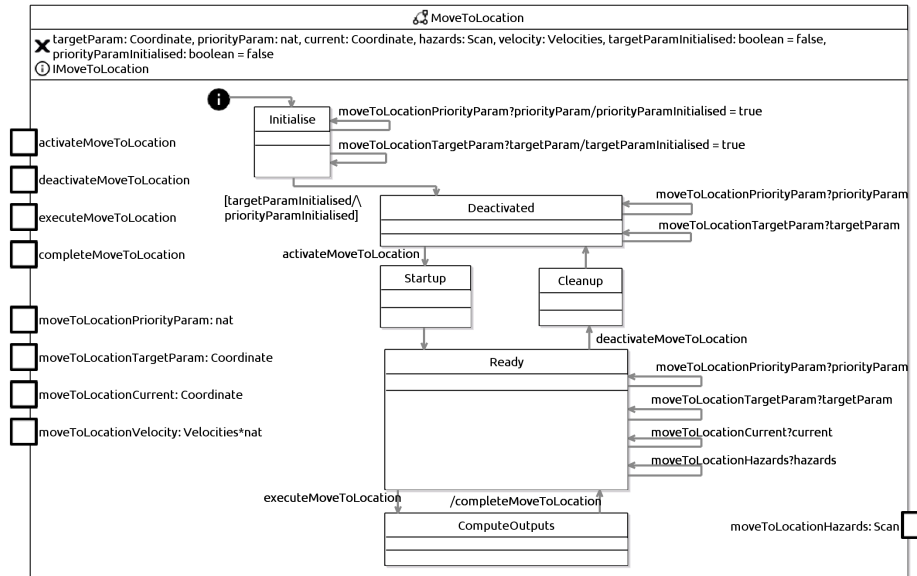 MoveToLocation
targetParam: Coordinate, priorityParam: nat, current: Coordinate, hazards: Scan, velocity: Velocities, targetParamInitialised: boolean = false,
priorityParamInitialised: boolean = false
IMoveToLocation
i
Initialise
moveToLocationPriorityParam?priorityParam/priorityParamInitialised = true
moveToLocationTargetParam?targetParam/targetParamInitialised = true
activateMoveToLocation
deactivateMoveToLocation
executeMoveToLocation
completeMoveToLocation
[targetParamInitialised/\
priorityParamInitialised]
Deactivated
moveToLocationPriorityParam?priorityParam
moveToLocationTargetParam?targetParam
activateMoveToLocation
Startup
Cleanup
deactivateMoveToLocation
moveToLocationPriorityParam: nat
moveToLocationTargetParam: Coordinate
moveToLocationCurrent: Coordinate
moveToLocationVelocity: Velocities*nat
Ready
moveToLocationPriorityParam?priorityParam
moveToLocationTargetParam?targetParam
moveToLocationCurrent?current
moveToLocationHazards?hazards
executeMoveToLocation
/completeMoveToLocation
ComputeOutputs
moveToLocationHazards: Scan